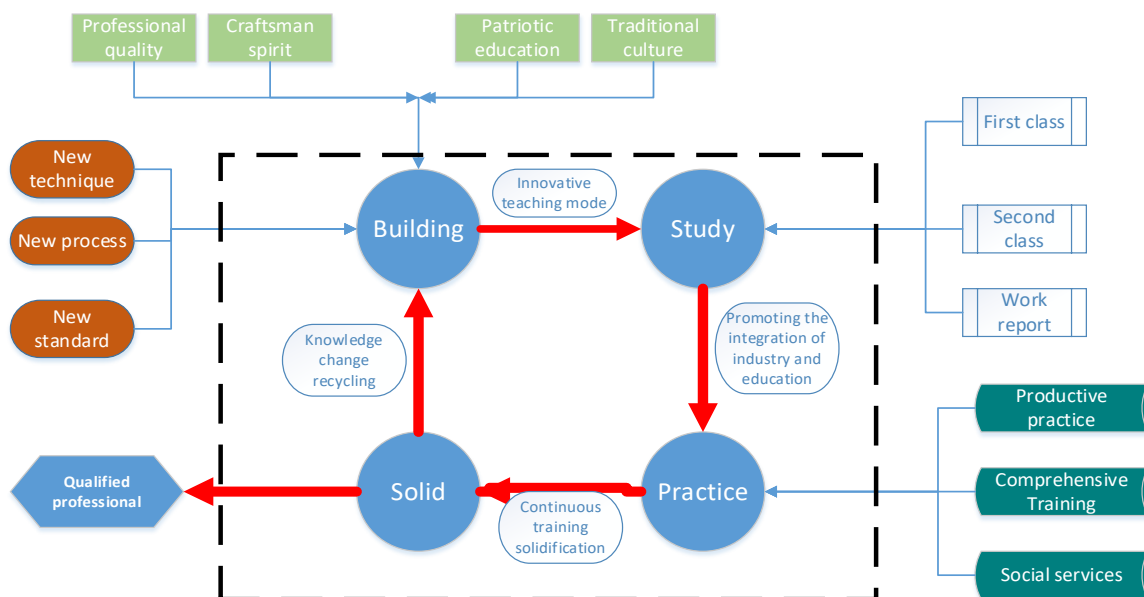 Professional
quality
Craftsman
spirit
Patriotic
education
Traditional
culture
First class
New
technique
Innovative
teaching mode
Building
Study
New process
Second
class
New
standard
Work
report
Knowledge
change
recycling
Promoting the
integration of
industry and
education
Productive
practice
Qualified
professional
Solid
Practice
Continuous
training
solidification
Comprehensive
Training
Social services